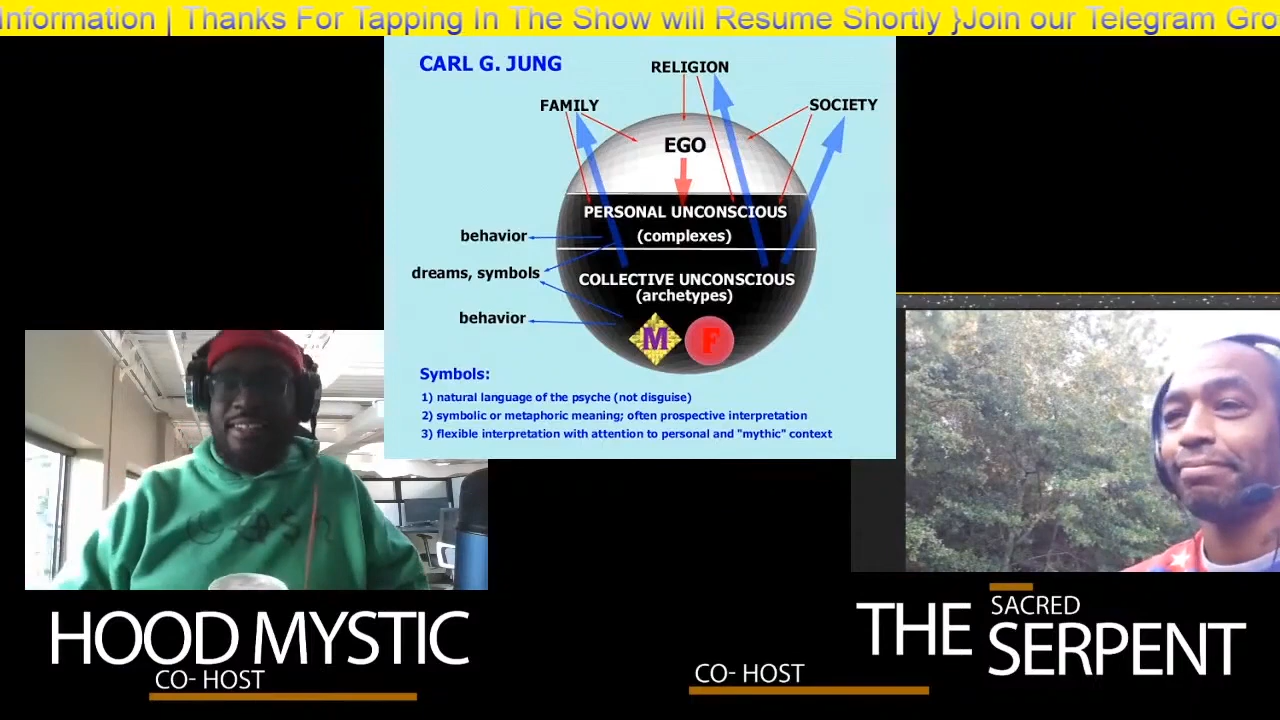 Information | Thanks For Tapping In The Show will Resume Shortly }Join our Telegram Gro
CARL G. JUNG
RELIGION
FAMILY
SOCIETY
EGO
PERSONAL UNCONSCIOUS
(complexes)
behavior
dreams, symbols
COLLECTIVE UNCONSCIOUS
(archetypes)
behavior
M F
Symbols:
1) natural language of the psyche (not disguise)
2) symbolic or metaphoric meaning; often prospective interpretation
3) flexible interpretation with attention to personal and "mythic" context
HOOD MYSTIC
CO- HOST
THE SACRED SERPENT
CO- HOST